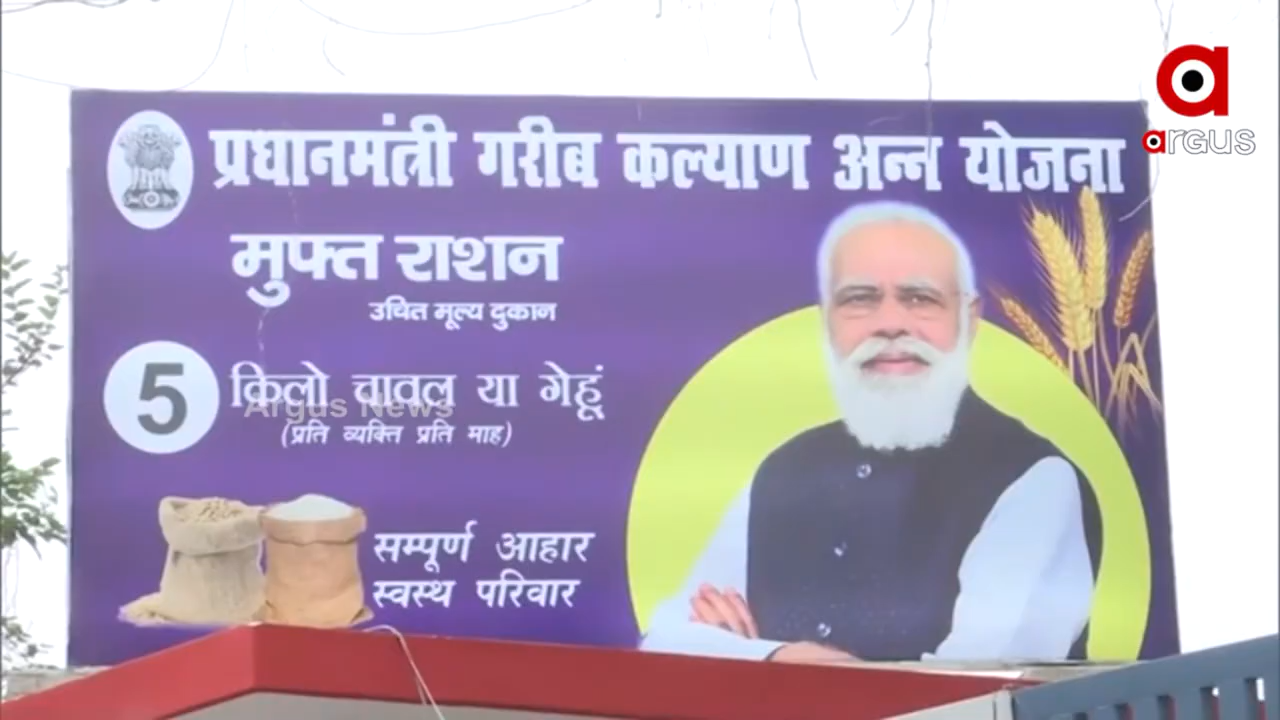 प्रधानमंत्री गरीब कल्याण अन्न योजना
मुफ्त राशन
उचित मूल्य दुकान
5 किलो चावल या गेहूं
(प्रति व्यक्ति प्रति माह)
सम्पूर्ण आहार
स्वस्थ परिवार
a
argus
Argus News